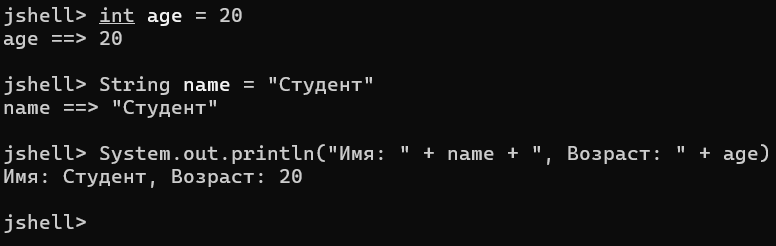 jshell> int age = 20
age ==> 20
jshell> String name = "Студент"
name ==> "Студент"
jshell> System.out.println("Имя: " + name + ", Возраст: " + age)
Имя: Студент, Возраст: 20
jshell>